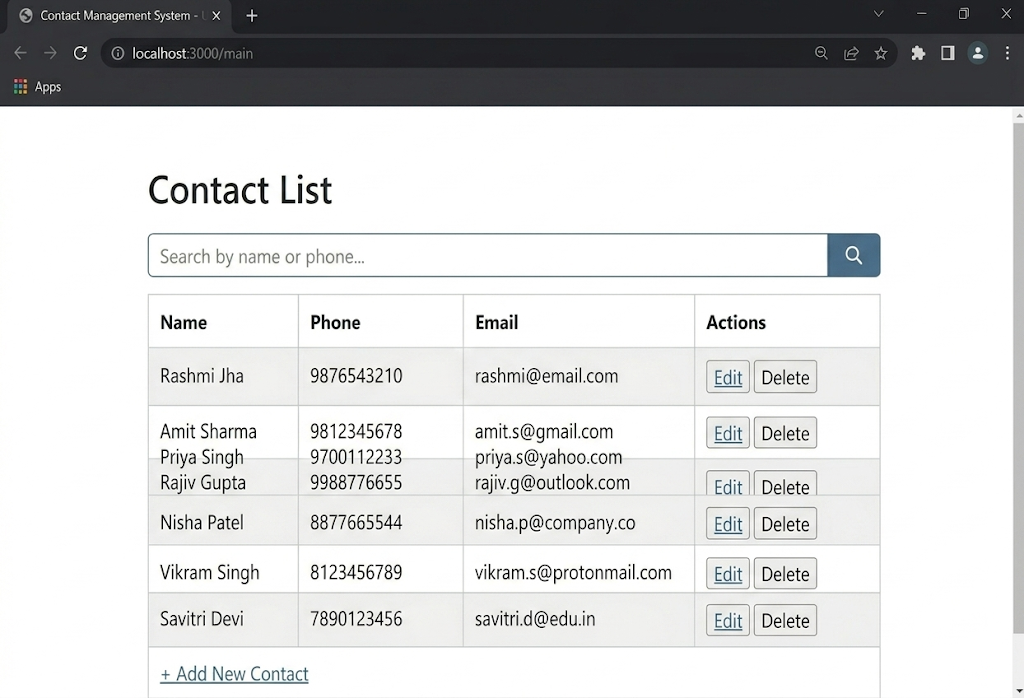 Contact Management System -
localhost:3000/main
Apps
Contact List
Search by name or phone...
Name Phone Email Actions
Rashmi Jha 9876543210 rashmi@email.com Edit Delete
Amit Sharma 9812345678 amit.s@gmail.com Edit Delete
Priya Singh 9700112233 priya.s@yahoo.com
Rajiv Gupta 9988776655 rajiv.g@outlook.com Edit Delete
Nisha Patel 8877665544 nisha.p@company.co Edit Delete
Vikram Singh 8123456789 vikram.s@protonmail.com Edit Delete
Savitri Devi 7890123456 savitri.d@edu.in Edit Delete
+ Add New Contact